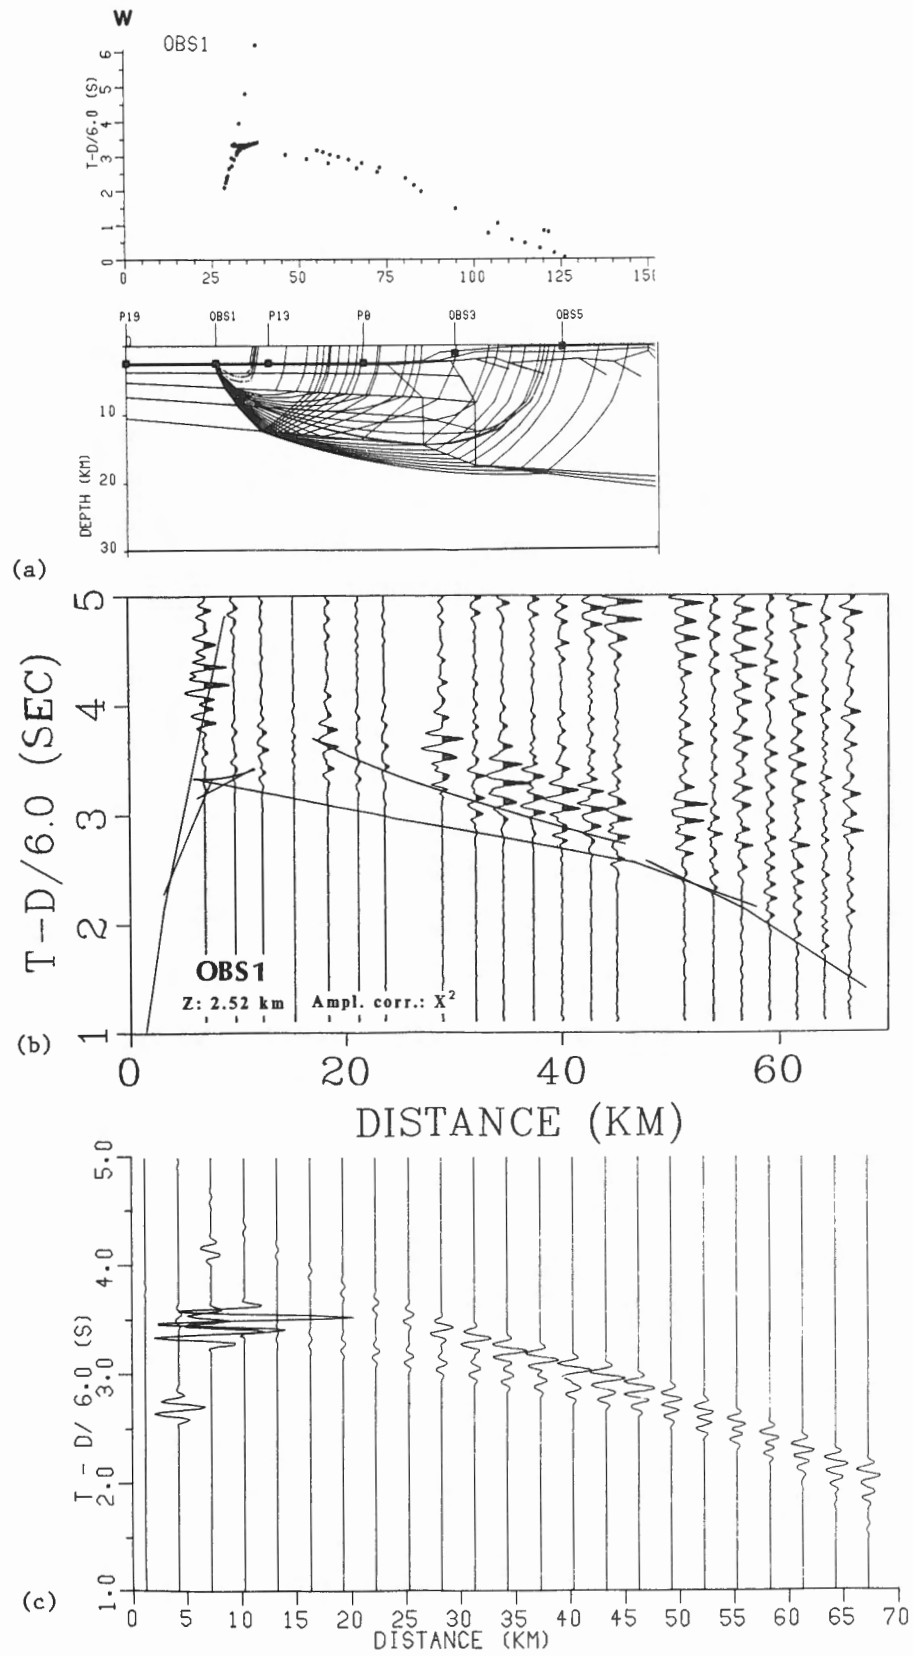 W
OBS1
T-D/6.0 (S)
6
5
4
3
2
1
0
0 25 50 75 100 125 150
P19 OBS1 P13 P8 OBS3 OBS5
0
10
20
30
DEPTH (KM)
(a)
T-D/6.0 (SEC)
5
4
3
2
1
OBS1
Z: 2.52 km Ampl. corr.: X²
(b)
0 20 40 60
DISTANCE (KM)
T - D/ 6.0 (S)
5.0
4.0
3.0
2.0
1.0
(c)
0 5 10 15 20 25 30 35 40 45 50 55 60 65 70
DISTANCE (KM)